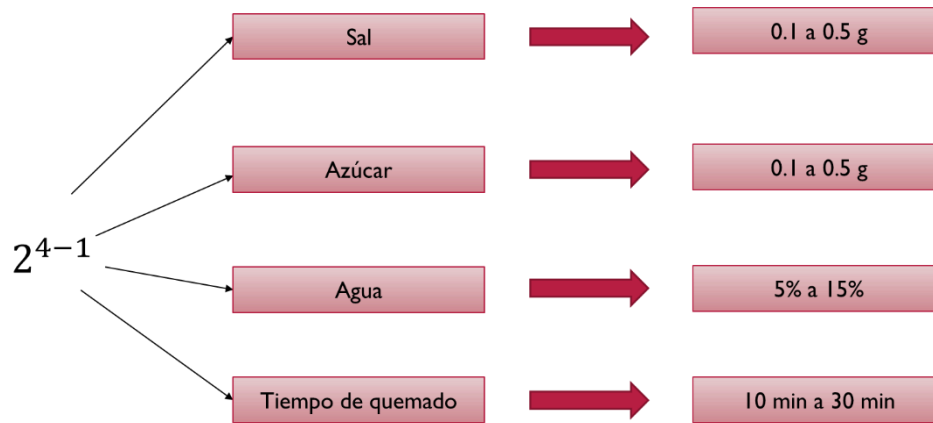 Sal
0.1 a 0.5 g
Azúcar
0.1 a 0.5 g
2^{4−1}
Agua
5% a 15%
Tiempo de quemado
10 min a 30 min